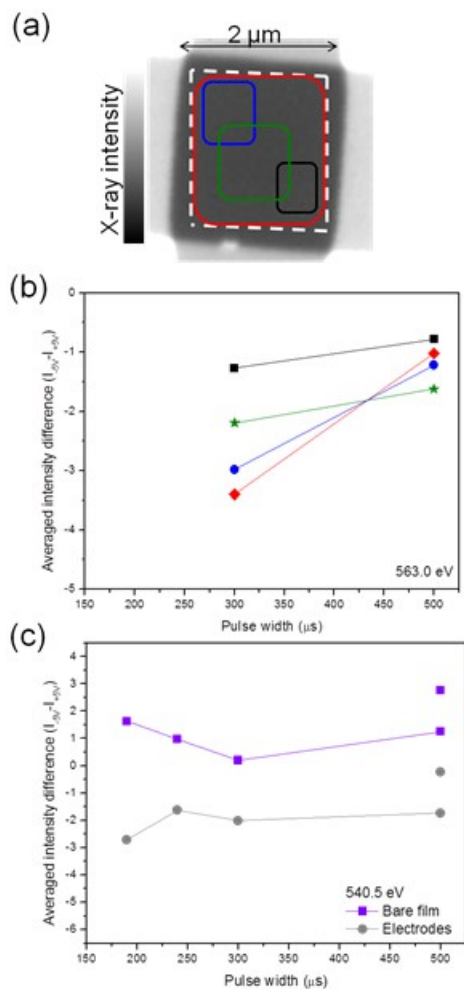 (a)
2 µm
X-ray intensity
(b)
0
-1
-2
-3
-4
-5
Averaged intensity difference (I-5V-I+5V)
563.0 eV
150 200 250 300 350 400 450 500
Pulse width (µs)
(c)
4
3
2
1
0
-1
-2
-3
-4
-5
-6
Averaged intensity difference (I-5V-I+5V)
540.5 eV
Bare film
Electrodes
150 200 250 300 350 400 450 500
Pulse width (µs)